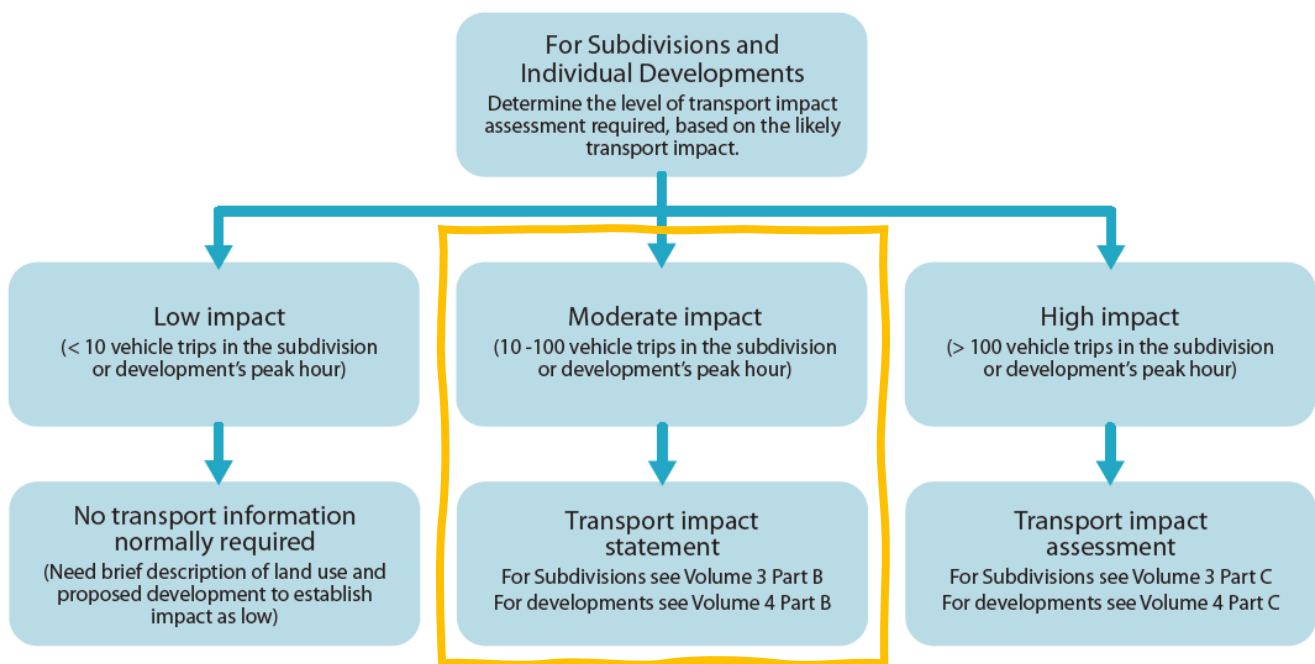 For Subdivisions and
Individual Developments
Determine the level of transport impact
assessment required, based on the likely
transport impact.
Low impact
(< 10 vehicle trips in the subdivision
or development's peak hour)
Moderate impact
(10 -100 vehicle trips in the subdivision
or development's peak hour)
High impact
(> 100 vehicle trips in the subdivision
or development's peak hour)
No transport information
normally required
(Need brief description of land use and
proposed development to establish
impact as low)
Transport impact
statement
For Subdivisions see Volume 3 Part B
For developments see Volume 4 Part B
Transport impact
assessment
For Subdivisions see Volume 3 Part C
For developments see Volume 4 Part C